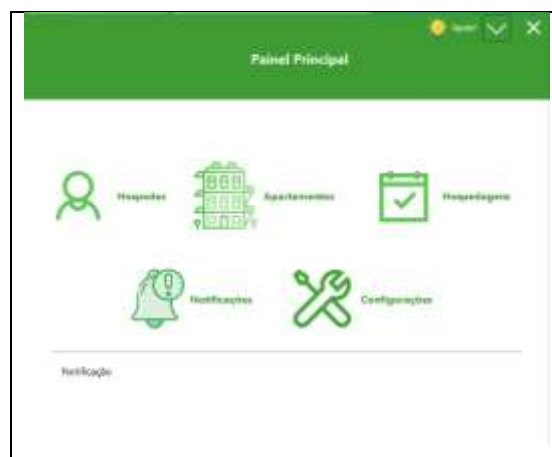 Painel Principal
Hospedes
Apartamentos
Hospedagens
Notificações
Configurações
Notificação